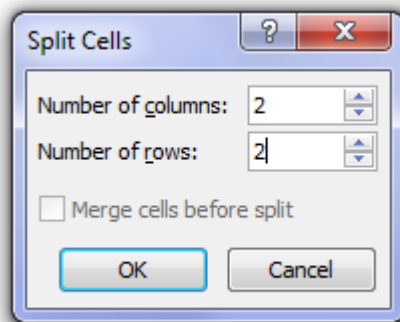 Split Cells
?
Number of columns: 2
Number of rows: 2
Merge cells before split
OK Cancel